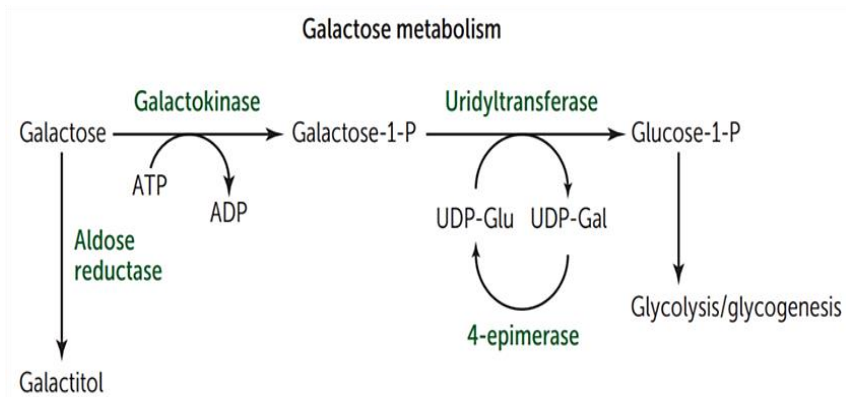 Galactose metabolism
Galactokinase
Uridyltransferase
Galactose
Galactose-1-P
Glucose-1-P
ATP
ADP
UDP-Glu
UDP-Gal
Aldose
reductase
Glycolysis/glycogenesis
4-epimerase
Galactitol